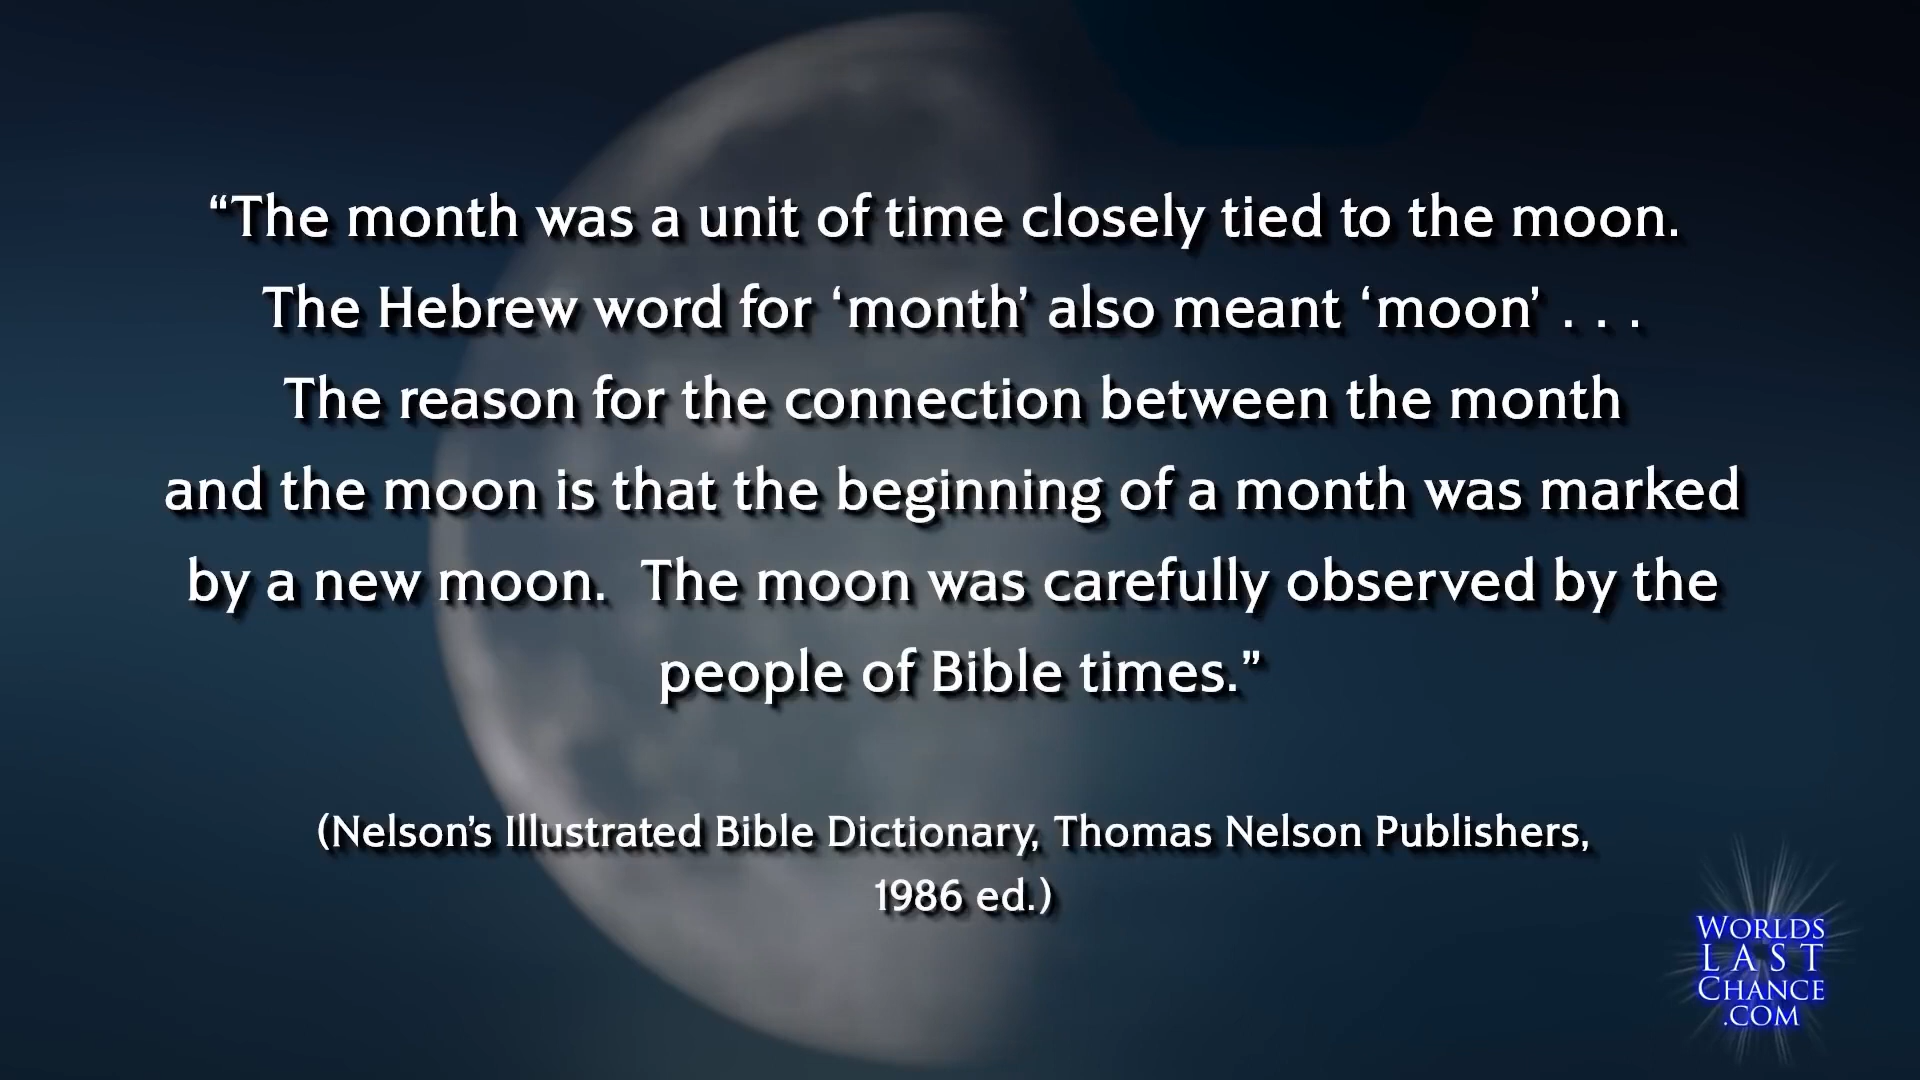 “The month was a unit of time closely tied to the moon.
The Hebrew word for ‘month’ also meant ‘moon’ . . .
The reason for the connection between the month
and the moon is that the beginning of a month was marked
by a new moon.  The moon was carefully observed by the
people of Bible times.”
(Nelson’s Illustrated Bible Dictionary, Thomas Nelson Publishers,
1986 ed.)
WORLDS
LAST
CHANCE
.COM